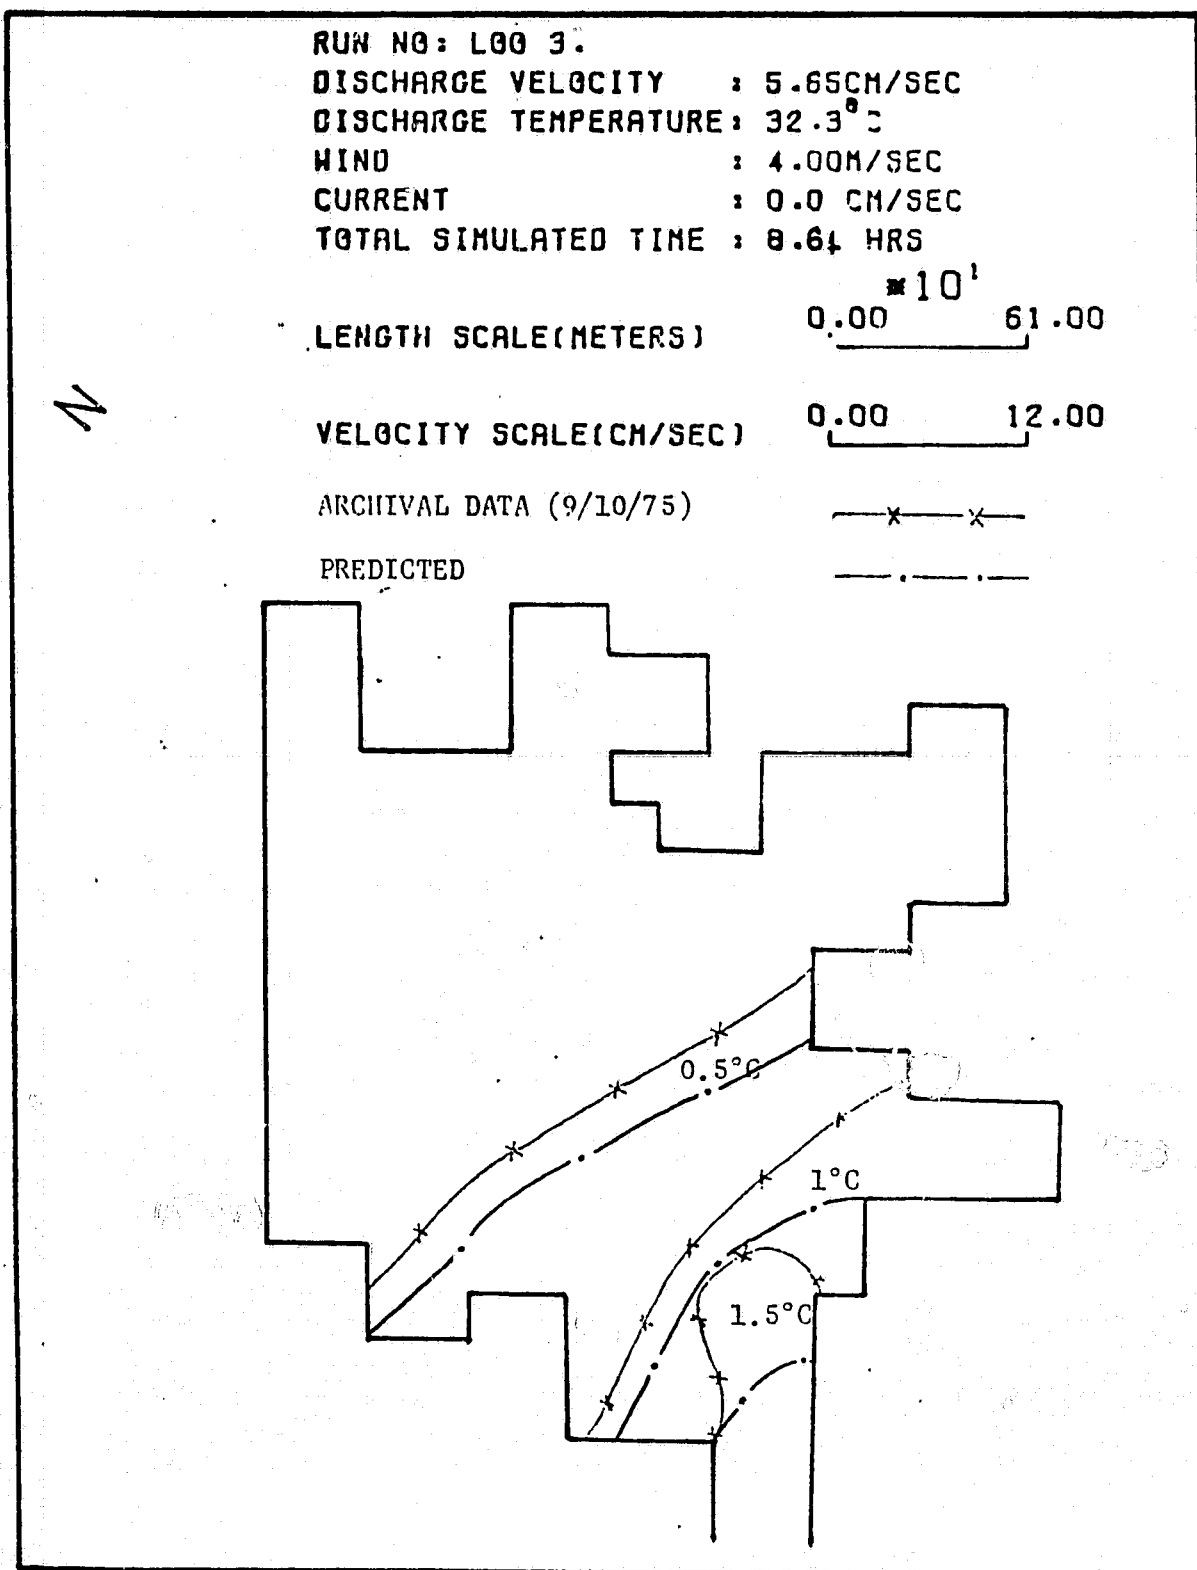 RUN NO: LOO 3.
DISCHARGE VELOCITY : 5.65CM/SEC
DISCHARGE TEMPERATURE: 32.3°C
WIND : 4.00M/SEC
CURRENT : 0.0 CM/SEC
TOTAL SIMULATED TIME : 8.64 HRS
*10¹
0.00 61.00
LENGTH SCALE(METERS)
N
0.00 12.00
VELOCITY SCALE(CM/SEC)
ARCHIVAL DATA (9/10/75)
PREDICTED
0.5°C
1°C
1.5°C